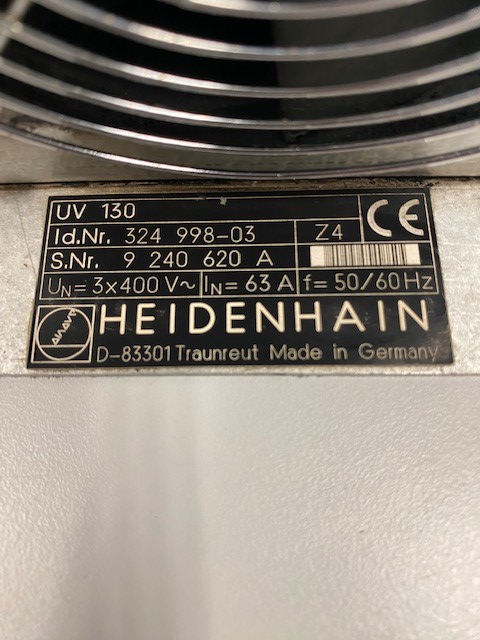 UV 130
CE
Id.Nr. 324 998-03
Z4
S.Nr. 9 240 620 A
UN = 3x400 V~ IN = 63 A f = 50/60 Hz
HEIDENHAIN
D-83301 Traunreut Made in Germany